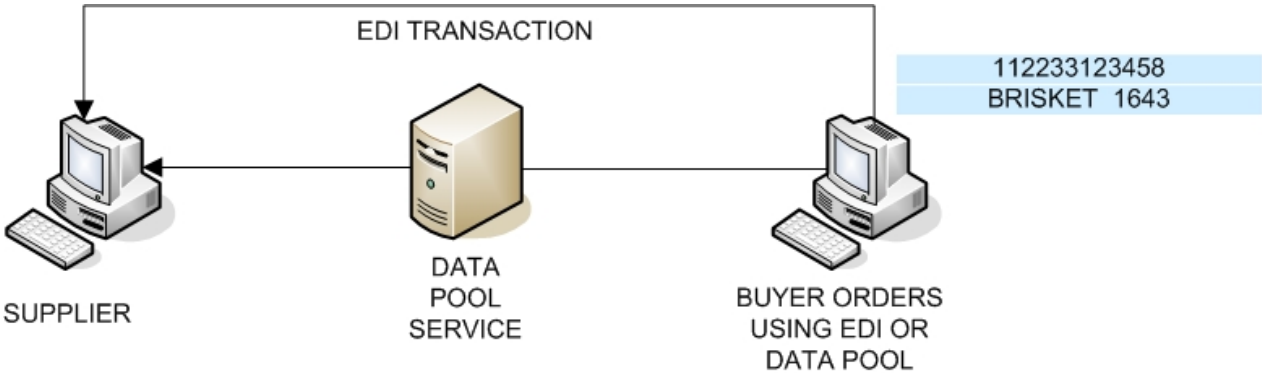 EDI TRANSACTION
112233123458
BRISKET 1643
DATA
POOL
SERVICE
SUPPLIER
BUYER ORDERS
USING EDI OR
DATA POOL